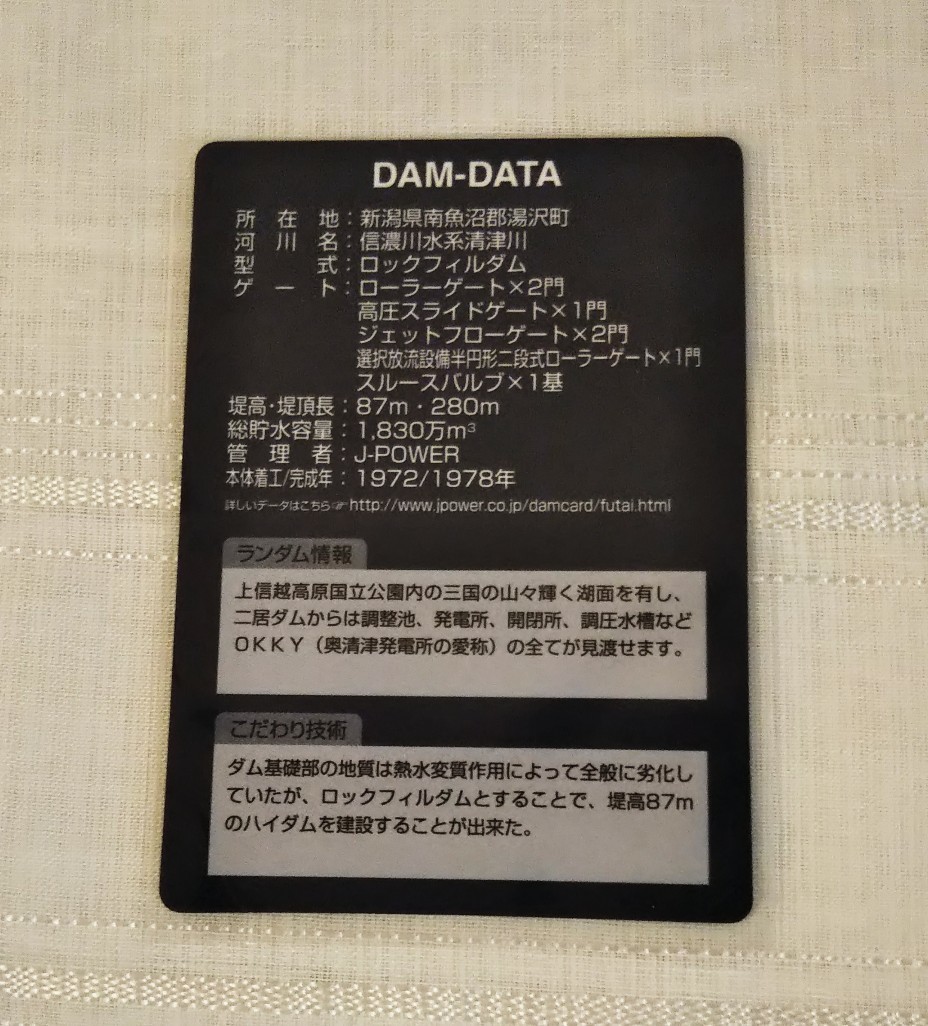 DAM-DATA
所在地：新潟県南魚沼郡湯沢町
河川名：信濃川水系清津川
型式：ロックフィルダム
ゲート：ローラーゲート×2門
高圧スライドゲート×1門
ジェットフローゲート×2門
選択放流設備半円形二段式ローラーゲート×1門
スルースバルブ×1基
堤高・堤頂長：87m・280m
総貯水容量：1,830万m³
管理者：J-POWER
本体着工/完成年：1972/1978年
詳しいデータはこちら☞http://www.jpower.co.jp/damcard/futai.html
ランダム情報
上信越高原国立公園内の三国の山々輝く湖面を有し、
二居ダムからは調整池、発電所、開閉所、調圧水槽など
ＯＫＫＹ（奥清津発電所の愛称）の全てが見渡せます。
こだわり技術
ダム基礎部の地質は熱水変質作用によって全般に劣化し
ていたが、ロックフィルダムとすることで、堤高87m
のハイダムを建設することが出来た。